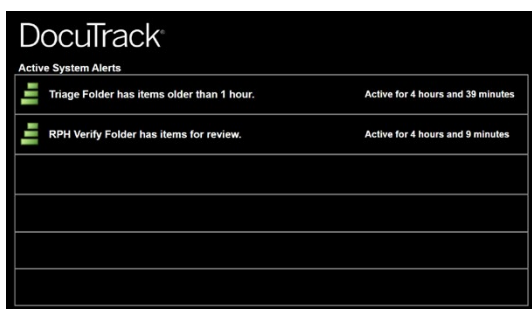 DocuTrack
Active System Alerts
Triage Folder has items older than 1 hour. Active for 4 hours and 39 minutes
RPH Verify Folder has items for review. Active for 4 hours and 9 minutes